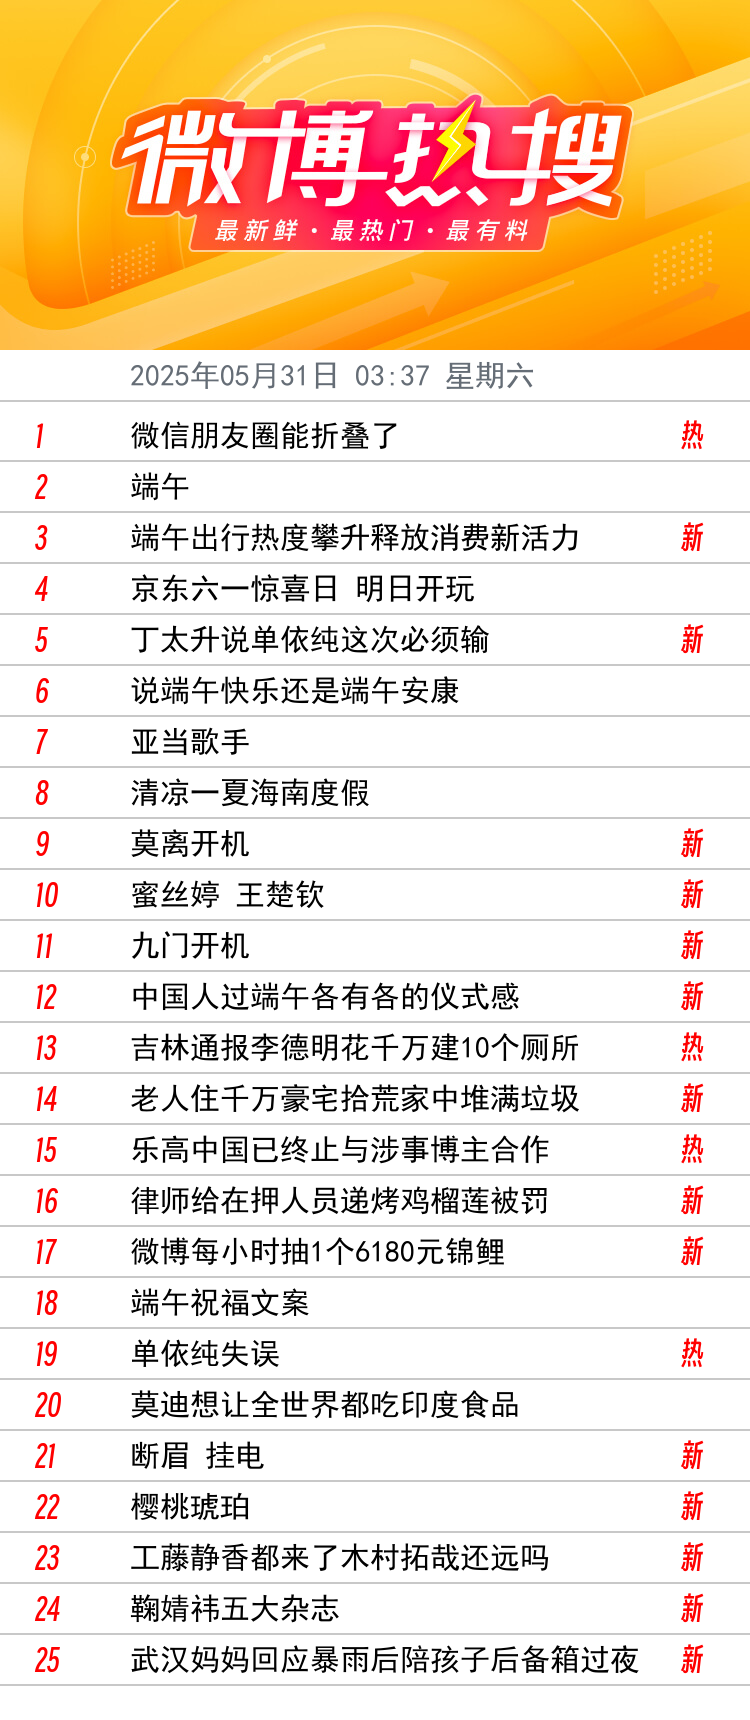 微博热搜
最新鲜·最热门·最有料
2025年05月31日 03:37 星期六
1 微信朋友圈能折叠了 热
2 端午
3 端午出行热度攀升释放消费新活力 新
4 京东六一惊喜日 明日开玩
5 丁太升说单依纯这次必须输 新
6 说端午快乐还是端午安康
7 亚当歌手
8 清凉一夏海南度假
9 莫离开机 新
10 蜜丝婷 王楚钦 新
11 九门开机 新
12 中国人过端午各有各的仪式感 新
13 吉林通报李德明花千万建10个厕所 热
14 老人住千万豪宅拾荒家中堆满垃圾 新
15 乐高中国已终止与涉事博主合作 热
16 律师给在押人员递烤鸡榴莲被罚 新
17 微博每小时抽1个6180元锦鲤 新
18 端午祝福文案
19 单依纯失误 热
20 莫迪想让全世界都吃印度食品
21 断眉 挂电 新
22 樱桃琥珀 新
23 工藤静香都来了木村拓哉还远吗 新
24 鞠婧祎五大杂志 新
25 武汉妈妈回应暴雨后陪孩子后备箱过夜 新